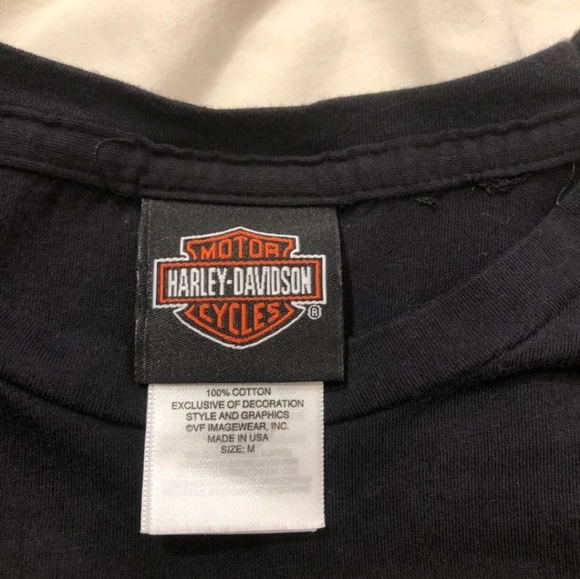 MOTOR
HARLEY-DAVIDSON
CYCLES ®
100% COTTON
EXCLUSIVE OF DECORATION
STYLE AND GRAPHICS
©VF IMAGEWEAR, INC.
MADE IN USA
SIZE: M